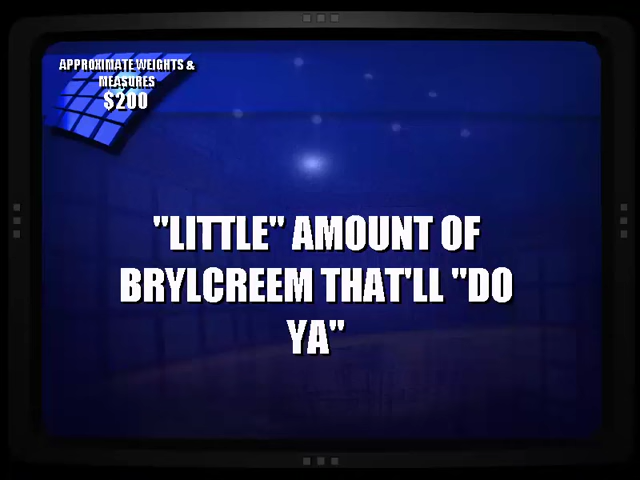 APPROXIMATE WEIGHTS &
MEASURES
$200
"LITTLE" AMOUNT OF
BRYLCREEM THAT'LL "DO
YA"